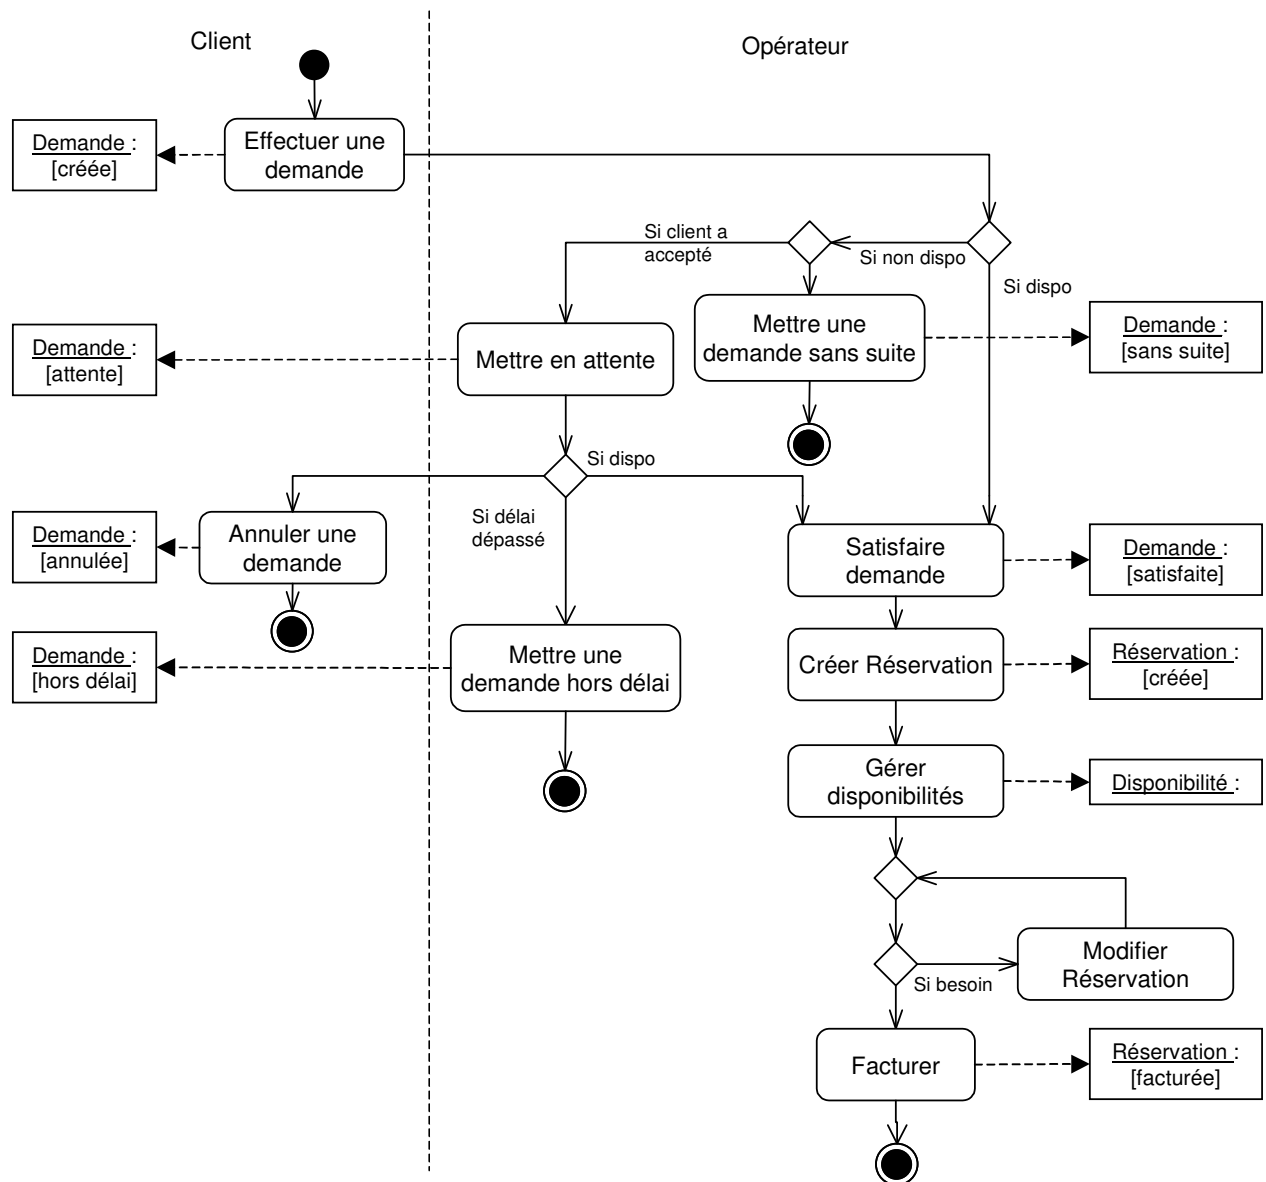 Client
Opérateur
Demande :
[créée]
Effectuer une
demande
Si client a
accepté
Si non dispo
Si dispo
Mettre une
demande sans suite
Demande :
[sans suite]
Demande :
[attente]
Mettre en attente
Si dispo
Si délai
dépassé
Demande :
[annulée]
Annuler une
demande
Satisfaire
demande
Demande :
[satisfaite]
Demande :
[hors délai]
Mettre une
demande hors délai
Créer Réservation
Réservation :
[créée]
Gérer
disponibilités
Disponibilité :
Modifier
Réservation
Si besoin
Facturer
Réservation :
[facturée]